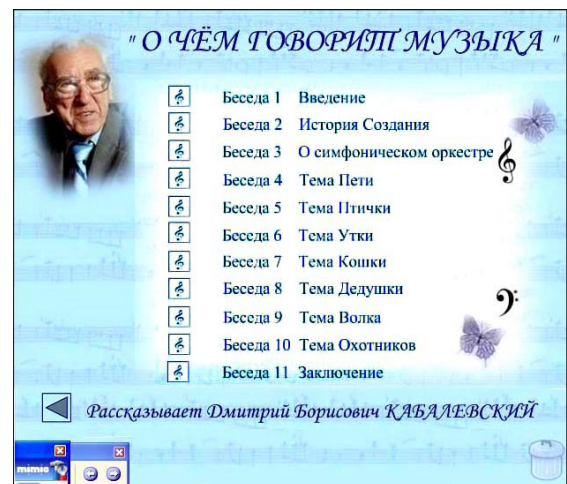 " О ЧЁМ ГОВОРИТ МУЗЫКА "
Беседа 1 Введение
Беседа 2 История Создания
Беседа 3 О симфоническом оркестре
Беседа 4 Тема Пети
Беседа 5 Тема Птички
Беседа 6 Тема Утки
Беседа 7 Тема Кошки
Беседа 8 Тема Дедушки
Беседа 9 Тема Волка
Беседа 10 Тема Охотников
Беседа 11 Заключение
Рассказывает Дмитрий Борисович КАБАЛЕВСКИЙ
mimio